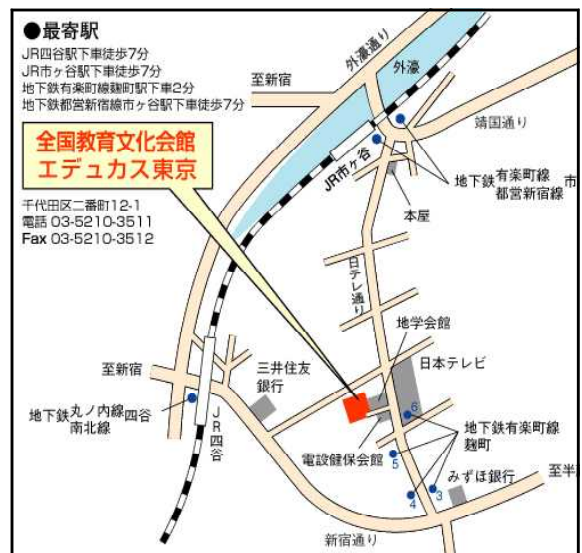 ●最寄駅
JR四谷駅下車徒歩7分
JR市ヶ谷駅下車徒歩7分
地下鉄有楽町線麹町駅下車2分
地下鉄都営新宿線市ヶ谷駅下車徒歩7分
全国教育文化会館
エデュカス東京
千代田区二番町12-1
電話 03-5210-3511
Fax 03-5210-3512
至新宿
外濠通り
外濠
靖国通り
JR市ヶ谷
地下鉄有楽町線
都営新宿線 市
本屋
日テレ通り
地学会館
日本テレビ
至新宿
三井住友
銀行
地下鉄丸ノ内線
南北線 四谷
JR四谷
電設健保会館
6
地下鉄有楽町線
麹町
5
みずほ銀行
4
3
至半
新宿通り